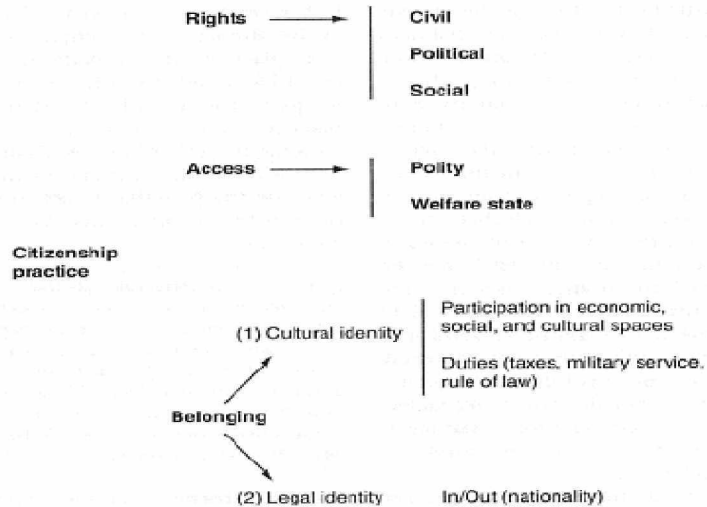 Rights
Civil
Political
Social
Access
Polity
Welfare state
Citizenship
practice
(1) Cultural identity
Participation in economic,
social, and cultural spaces
Duties (taxes, military service,
rule of law)
Belonging
(2) Legal identity
In/Out (nationality)